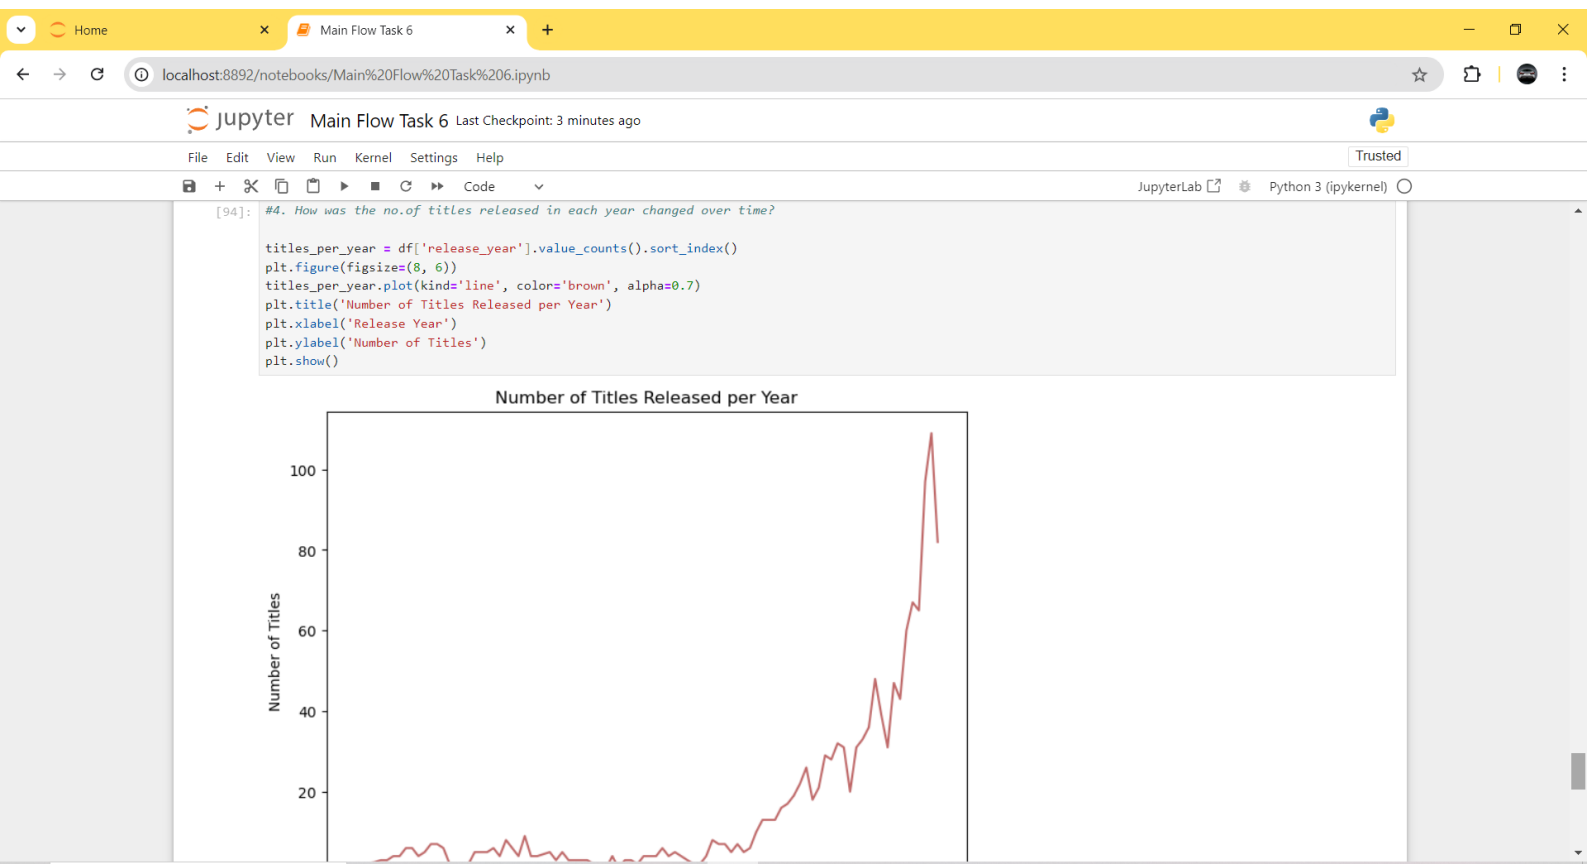 Home
Main Flow Task 6
localhost:8892/notebooks/Main%20Flow%20Task%206.ipynb
jupyter Main Flow Task 6 Last Checkpoint: 3 minutes ago
File Edit View Run Kernel Settings Help
Trusted
Code
JupyterLab
Python 3 (ipykernel)
[94]:
#4. How was the no.of titles released in each year changed over time?
titles_per_year = df['release_year'].value_counts().sort_index()
plt.figure(figsize=(8, 6))
titles_per_year.plot(kind='line', color='brown', alpha=0.7)
plt.title('Number of Titles Released per Year')
plt.xlabel('Release Year')
plt.ylabel('Number of Titles')
plt.show()
Number of Titles Released per Year
100
80
60
40
20
Number of Titles